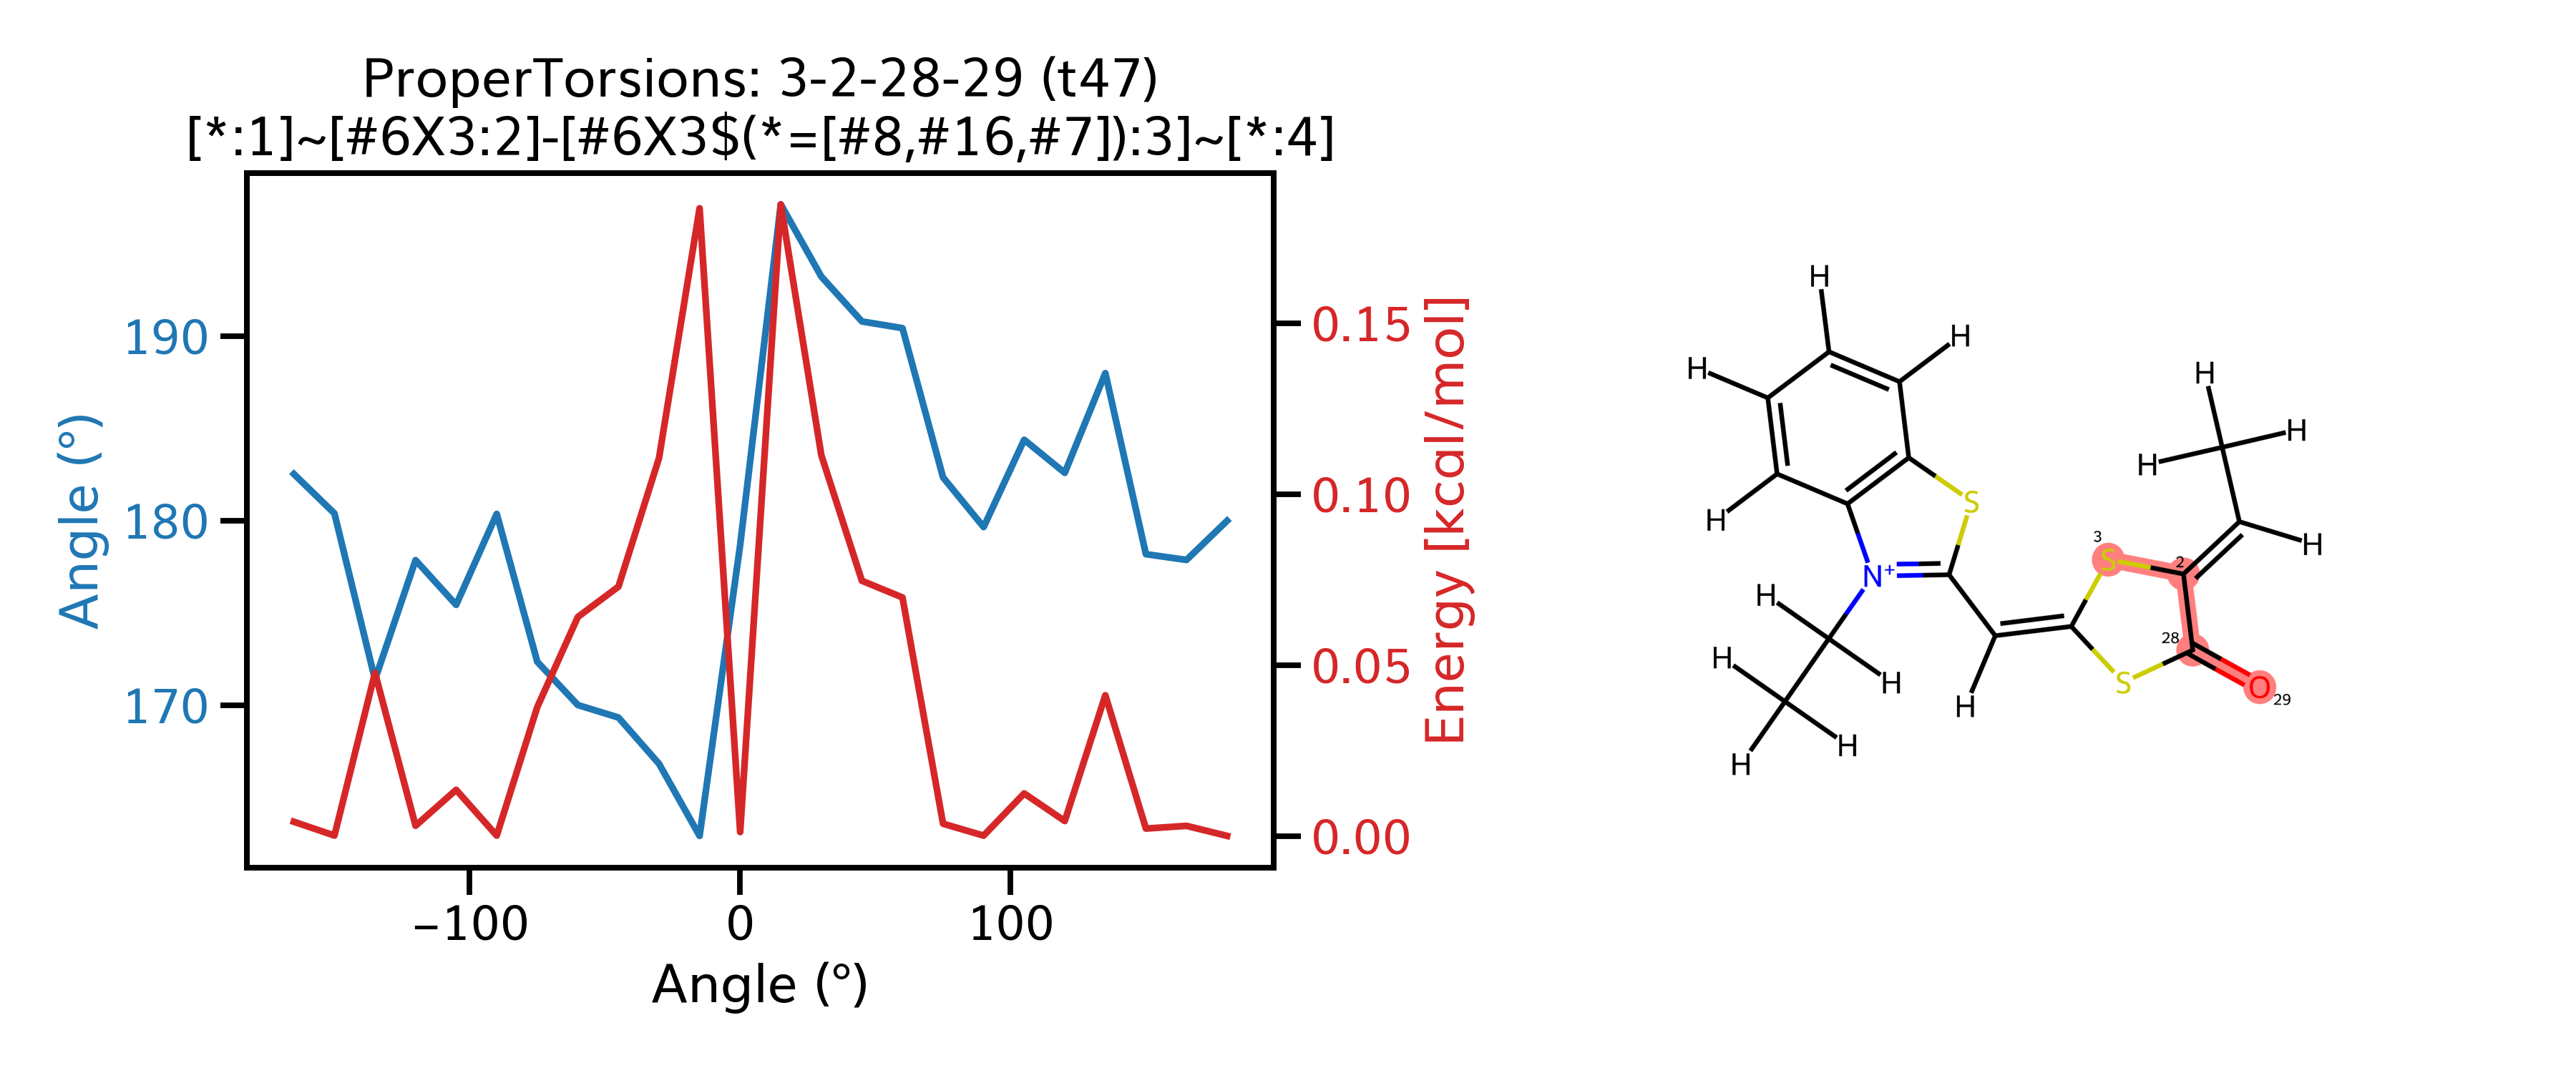 ProperTorsions: 3-2-28-29 (t47)
[*:1]~[#6X3:2]-[#6X3$(*=[#8,#16,#7]):3]~[*:4]
Angle (°)
190
180
170
−100
0
100
Angle (°)
0.15
0.10
0.05
0.00
Energy [kcal/mol]
H
H
H
H
H
H
H
S
3
S
2
H
N⁺
H
28
H
H
S
O
29
H
H
H